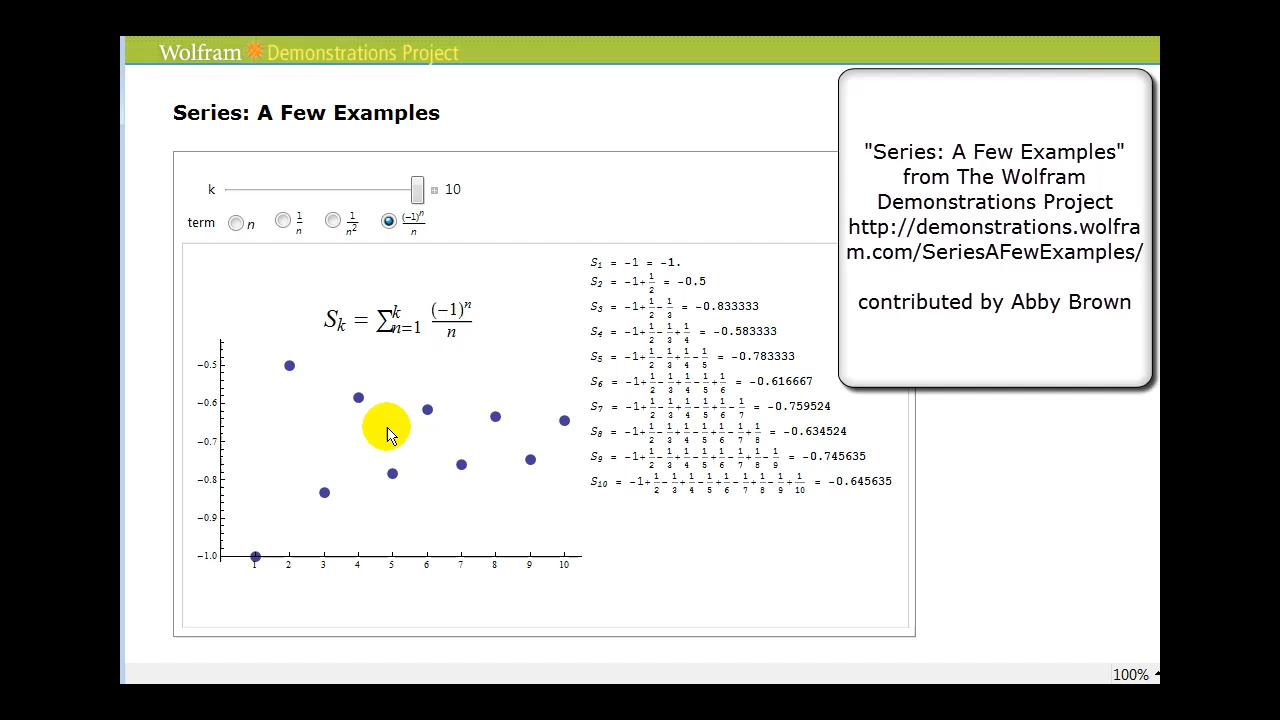 Wolfram Demonstrations Project
Series: A Few Examples
k 10
term n 1/n 1/n² (-1)ⁿ/n
Sₖ = ∑ₙ₌₁ᵏ (-1)ⁿ/n
-0.5
-0.6
-0.7
-0.8
-0.9
-1.0
1 2 3 4 5 6 7 8 9 10
S₁ = -1 = -1.
S₂ = -1+1/2 = -0.5
S₃ = -1+1/2-1/3 = -0.833333
S₄ = -1+1/2-1/3+1/4 = -0.583333
S₅ = -1+1/2-1/3+1/4-1/5 = -0.783333
S₆ = -1+1/2-1/3+1/4-1/5+1/6 = -0.616667
S₇ = -1+1/2-1/3+1/4-1/5+1/6-1/7 = -0.759524
S₈ = -1+1/2-1/3+1/4-1/5+1/6-1/7+1/8 = -0.634524
S₉ = -1+1/2-1/3+1/4-1/5+1/6-1/7+1/8-1/9 = -0.745635
S₁₀ = -1+1/2-1/3+1/4-1/5+1/6-1/7+1/8-1/9+1/10 = -0.645635
"Series: A Few Examples"
from The Wolfram
Demonstrations Project
http://demonstrations.wolfra
m.com/SeriesAFewExamples/
contributed by Abby Brown
100%